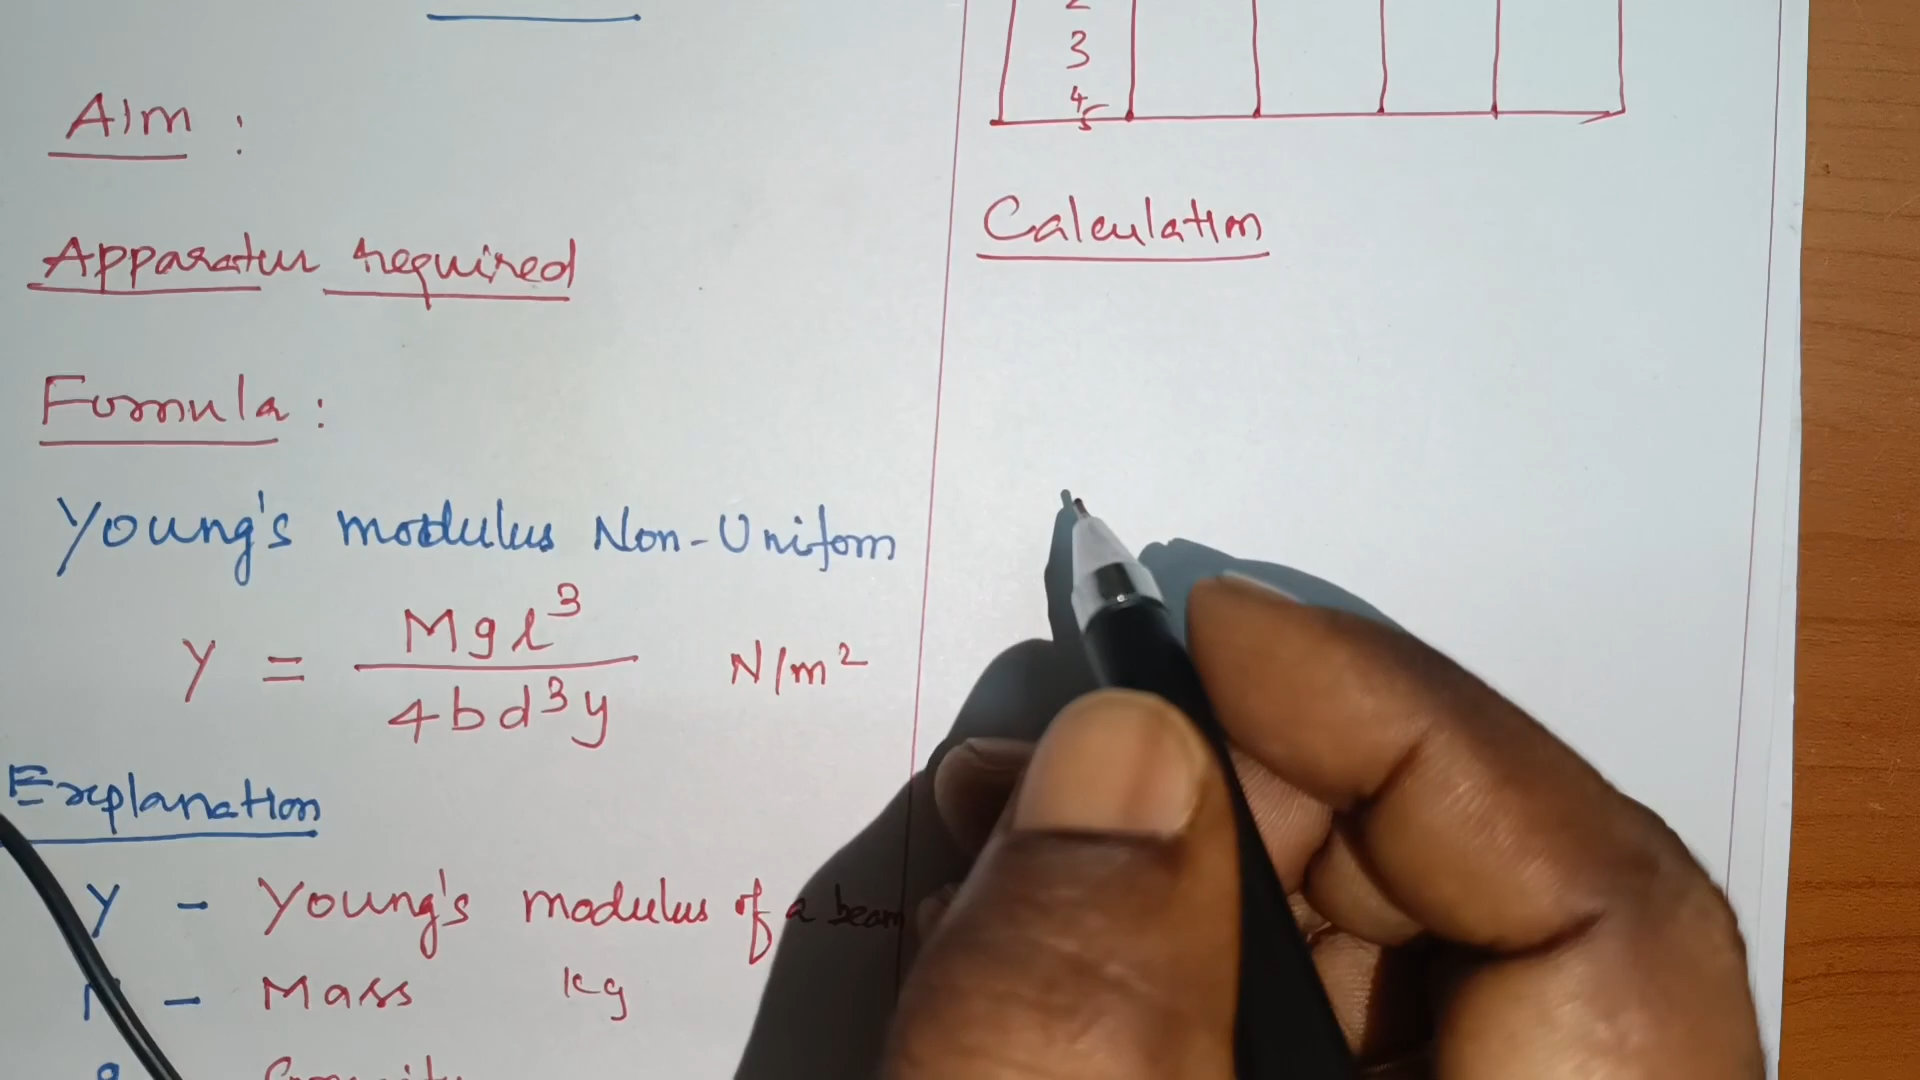 Aim :
Apparatus required
Formula :
Young's modulus Non-Uniform
Y = Mgl³ / 4bd³y N/m²
Explanation
Y - Young's modulus of a beam
M - Mass kg
3
4
5
Calculation